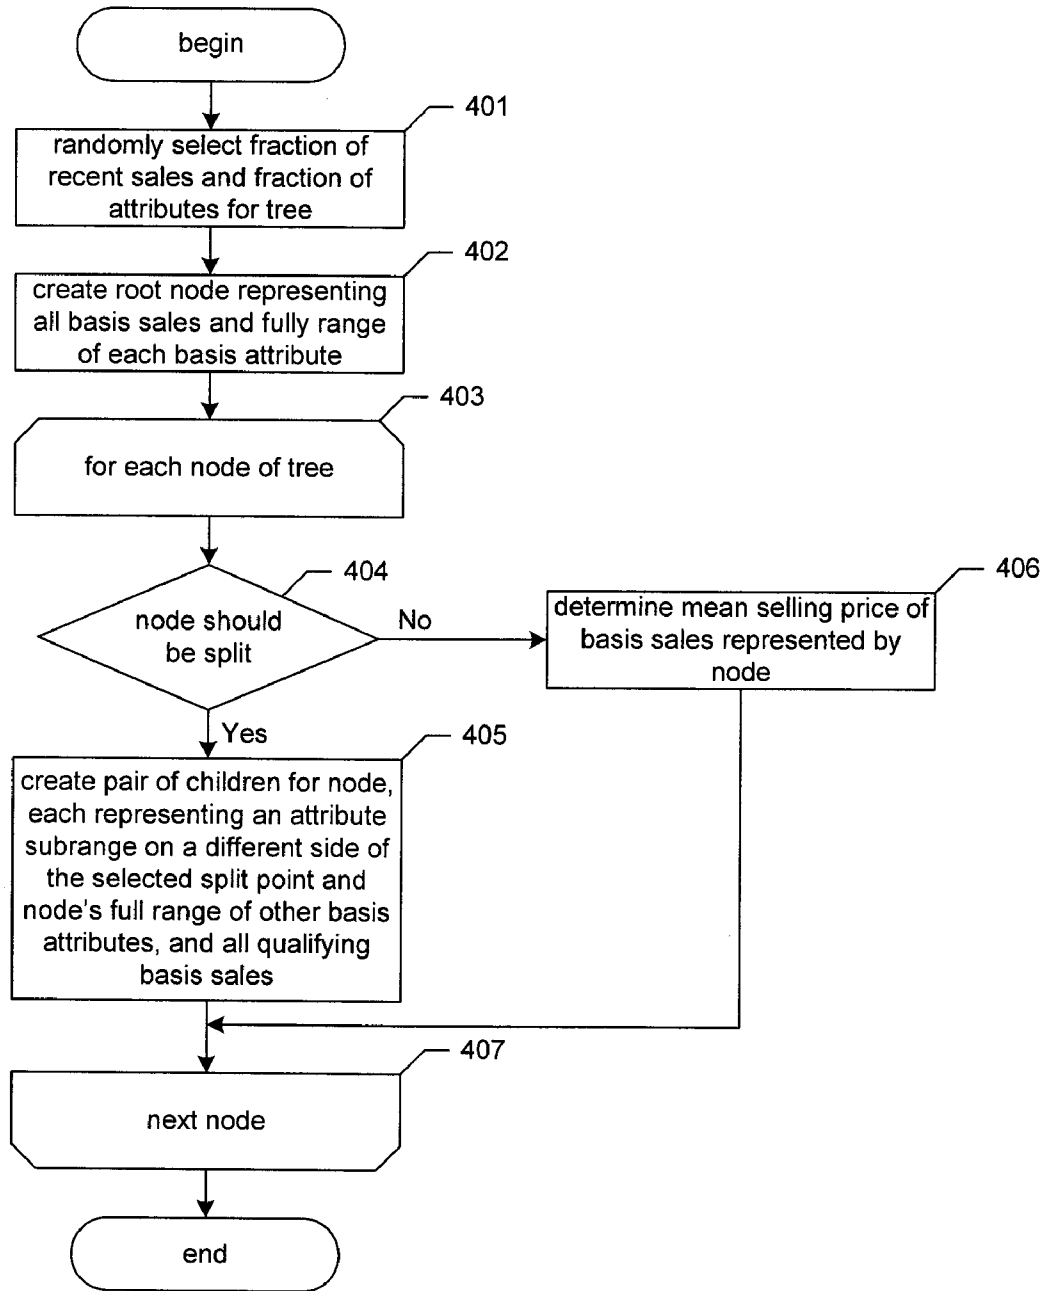 begin
401
randomly select fraction of
recent sales and fraction of
attributes for tree
402
create root node representing
all basis sales and fully range
of each basis attribute
403
for each node of tree
404
node should
be split
No
406
determine mean selling price of
basis sales represented by
node
Yes
405
create pair of children for node,
each representing an attribute
subrange on a different side of
the selected split point and
node's full range of other basis
attributes, and all qualifying
basis sales
407
next node
end